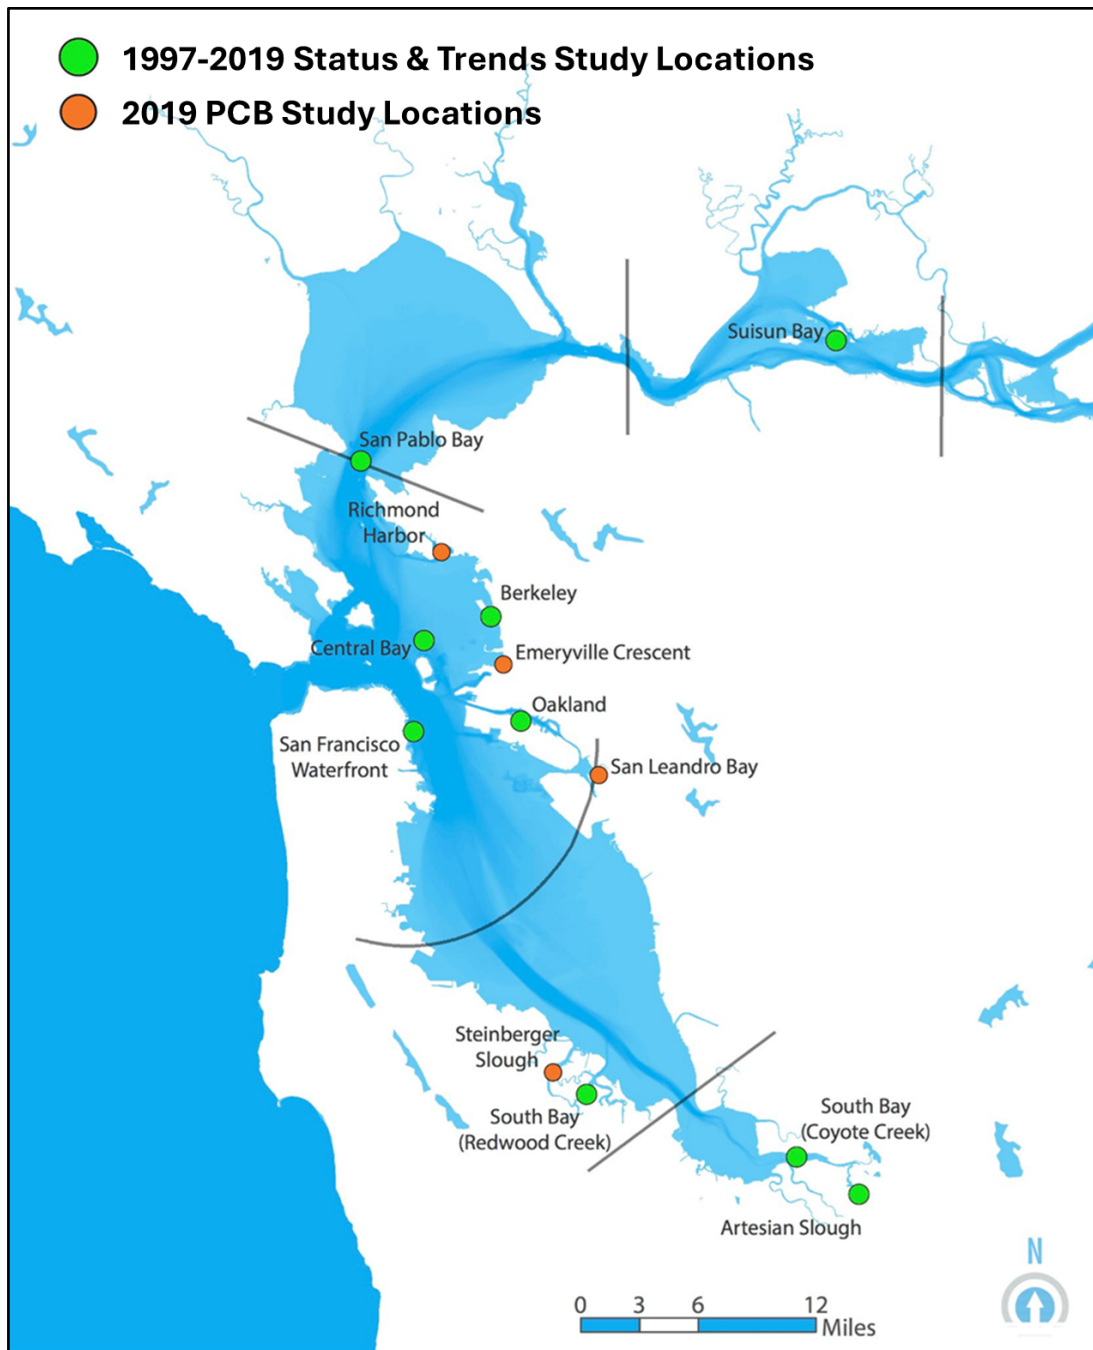 1997-2019 Status & Trends Study Locations
2019 PCB Study Locations
Suisun Bay
San Pablo Bay
Richmond
Harbor
Berkeley
Central Bay
Emeryville Crescent
Oakland
San Francisco
Waterfront
San Leandro Bay
Steinberger
Slough
South Bay
(Redwood Creek)
South Bay
(Coyote Creek)
Artesian Slough
N
0 3 6 12
Miles